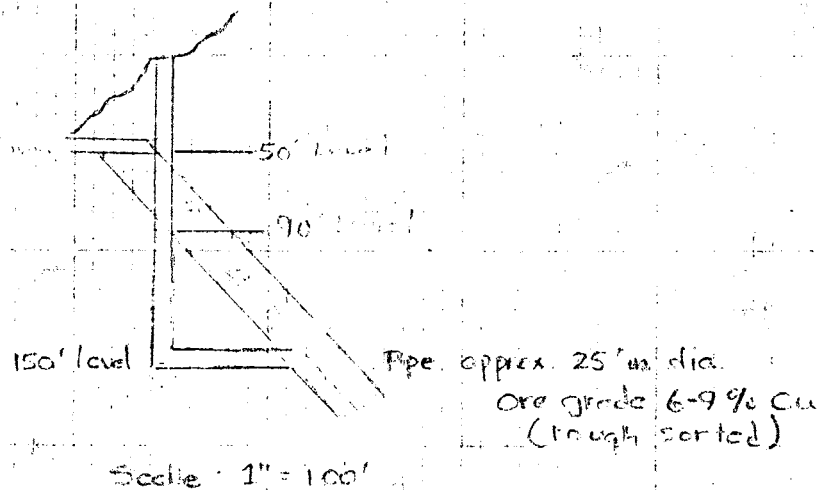 50' Level
90' Level
150' level
Pipe approx. 25' in dia.
Ore grade 6-9% Cu
(rough sorted)
Scale · 1" = 100'